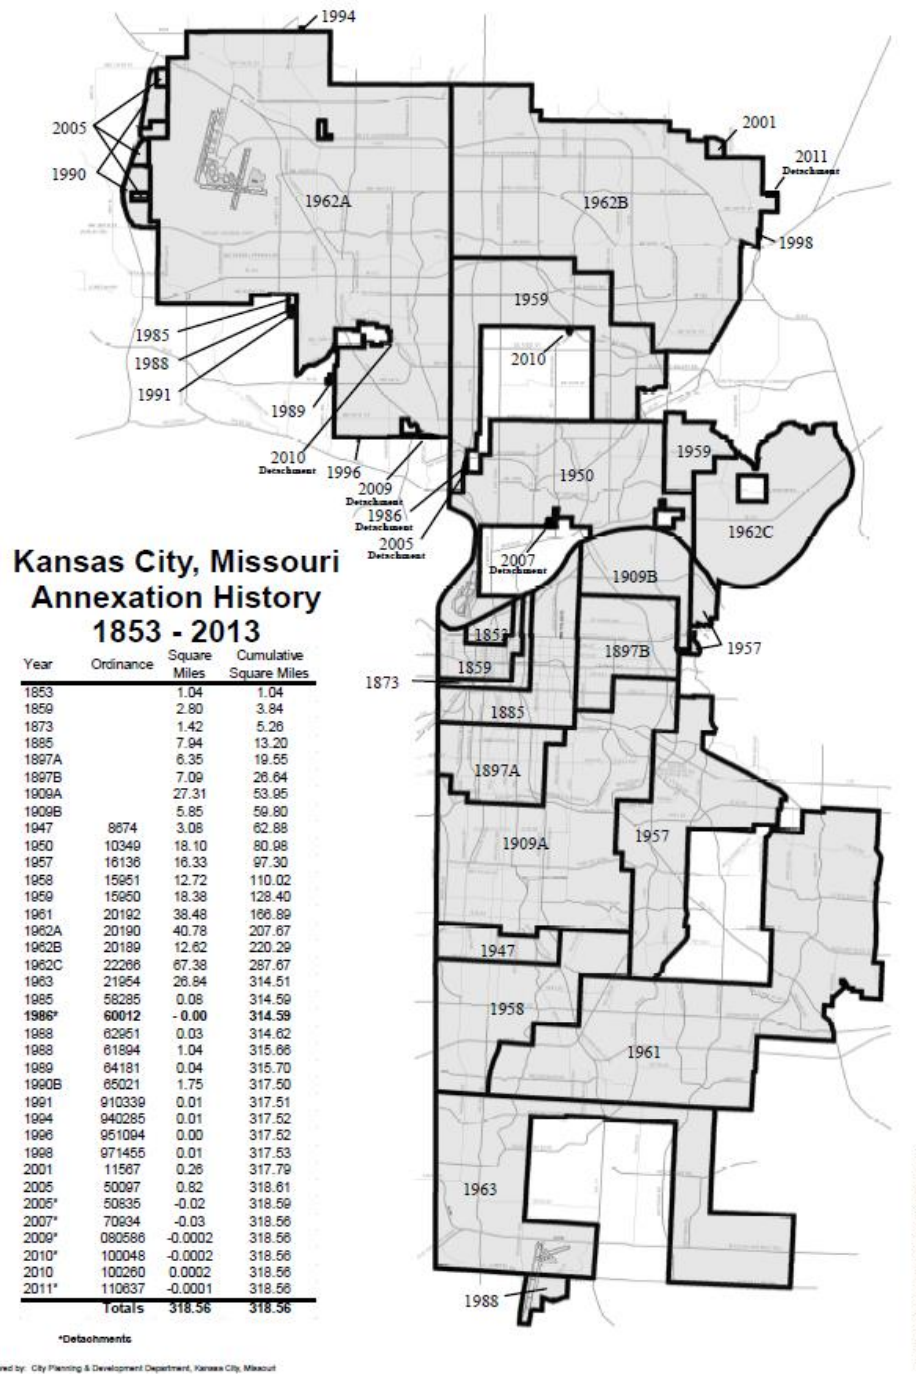 1994
2005
1990
2001
2011
Detachment
1962A
1962B
1998
1959
1985
1988
1991
2010
1989
2010
Detachment
1996
2009
Detachment
1986
Detachment
2005
Detachment
1950
1959
1962C
2007
Detachment
1909B
Kansas City, Missouri
Annexation History
1853 - 2013
1853
1859
1873
1885
1897B
1957
1897A
1909A
1957
1947
1958
1961
1963
1988
Year Ordinance Square Miles Cumulative Square Miles
1853 1.04 1.04
1859 2.80 3.84
1873 1.42 5.26
1885 7.94 13.20
1897A 6.35 19.55
1897B 7.09 26.64
1909A 27.31 53.95
1909B 5.85 59.80
1947 8674 3.08 62.88
1950 10349 18.10 80.98
1957 16136 16.33 97.30
1958 15951 12.72 110.02
1959 15950 18.38 128.40
1961 20192 38.48 166.89
1962A 20190 40.78 207.67
1962B 20189 12.62 220.29
1962C 22266 67.38 287.67
1963 21954 26.84 314.51
1985 58285 0.08 314.59
1986* 60012 - 0.00 314.59
1988 62951 0.03 314.62
1988 61894 1.04 315.66
1989 64181 0.04 315.70
1990B 65021 1.75 317.50
1991 910339 0.01 317.51
1994 940285 0.01 317.52
1996 951094 0.00 317.52
1998 971455 0.01 317.53
2001 11567 0.26 317.79
2005 50097 0.82 318.61
2005* 50835 -0.02 318.59
2007* 70934 -0.03 318.56
2009* 080586 -0.0002 318.56
2010* 100048 -0.0002 318.56
2010 100260 0.0002 318.56
2011* 110637 -0.0001 318.56
Totals 318.56 318.56
*Detachments
red by: City Planning & Development Department, Kansas City, Missouri